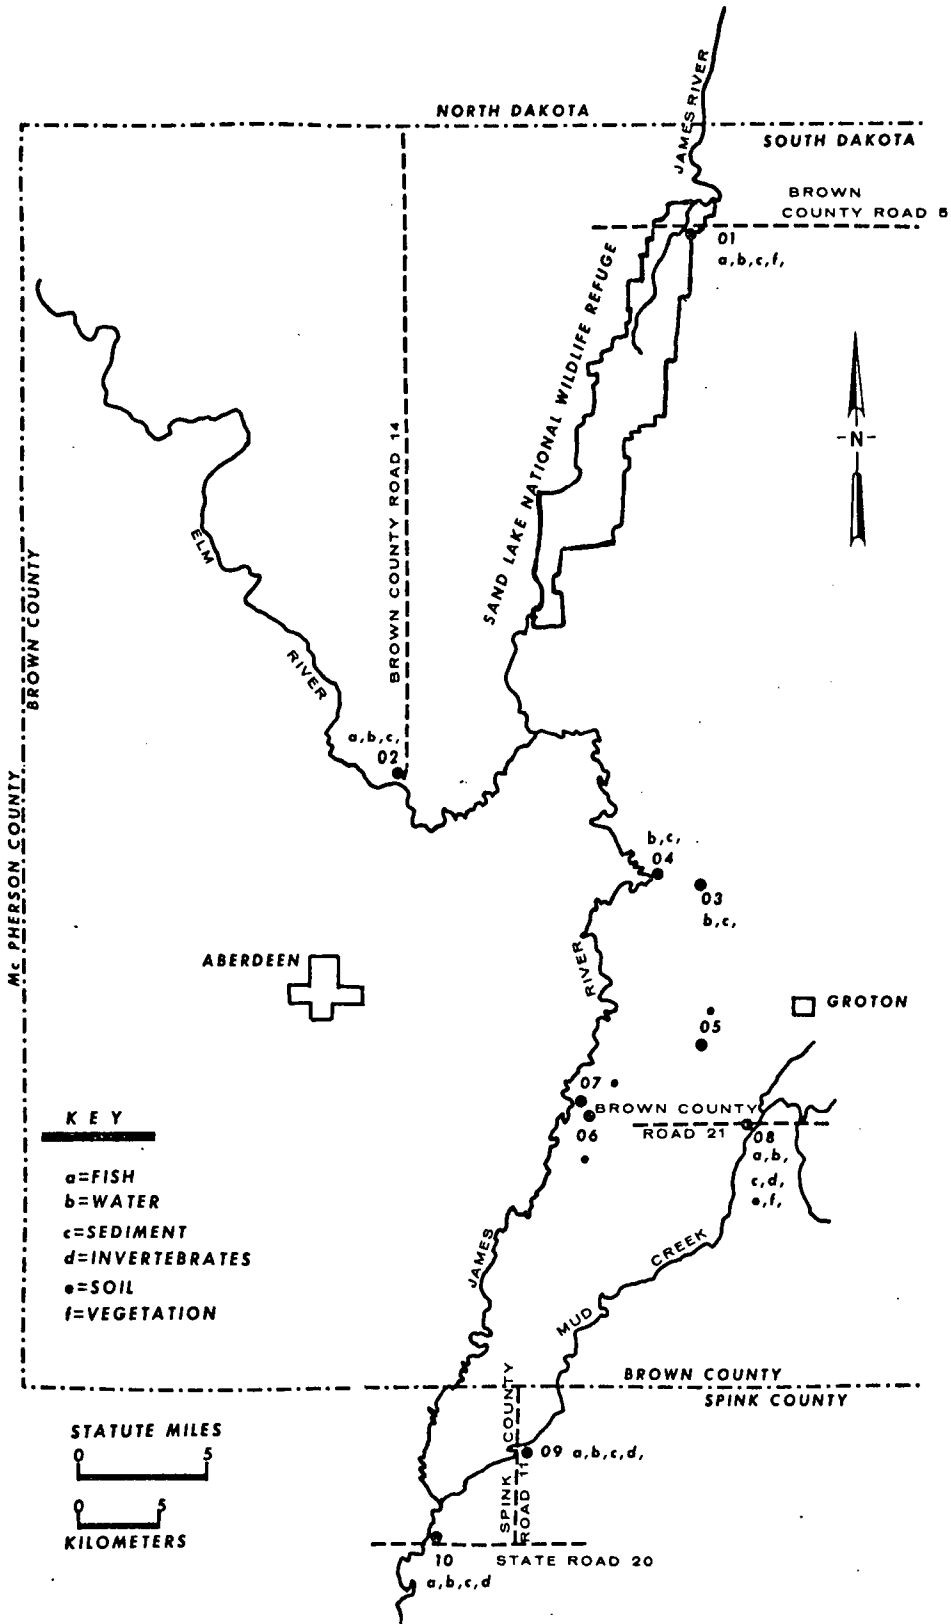 NORTH DAKOTA
SOUTH DAKOTA
JAMES RIVER
BROWN
COUNTY ROAD 5
01
a,b,c,f,
SAND LAKE NATIONAL WILDLIFE REFUGE
-N-
BROWN COUNTY ROAD 14
ELM
RIVER
BROWN COUNTY
Mc PHERSON COUNTY
a,b,c,
02
b,c,
04
03
b,c,
ABERDEEN
RIVER
GROTON
05
07
BROWN COUNTY
ROAD 21
06
08
a,b,
c,d,
e,f,
KEY
a=FISH
b=WATER
c=SEDIMENT
d=INVERTEBRATES
e=SOIL
f=VEGETATION
JAMES
MUD
CREEK
BROWN COUNTY
SPINK COUNTY
STATUTE MILES
0 5
0 5
KILOMETERS
SPINK COUNTY
ROAD 11
09 a,b,c,d,
STATE ROAD 20
10
a,b,c,d